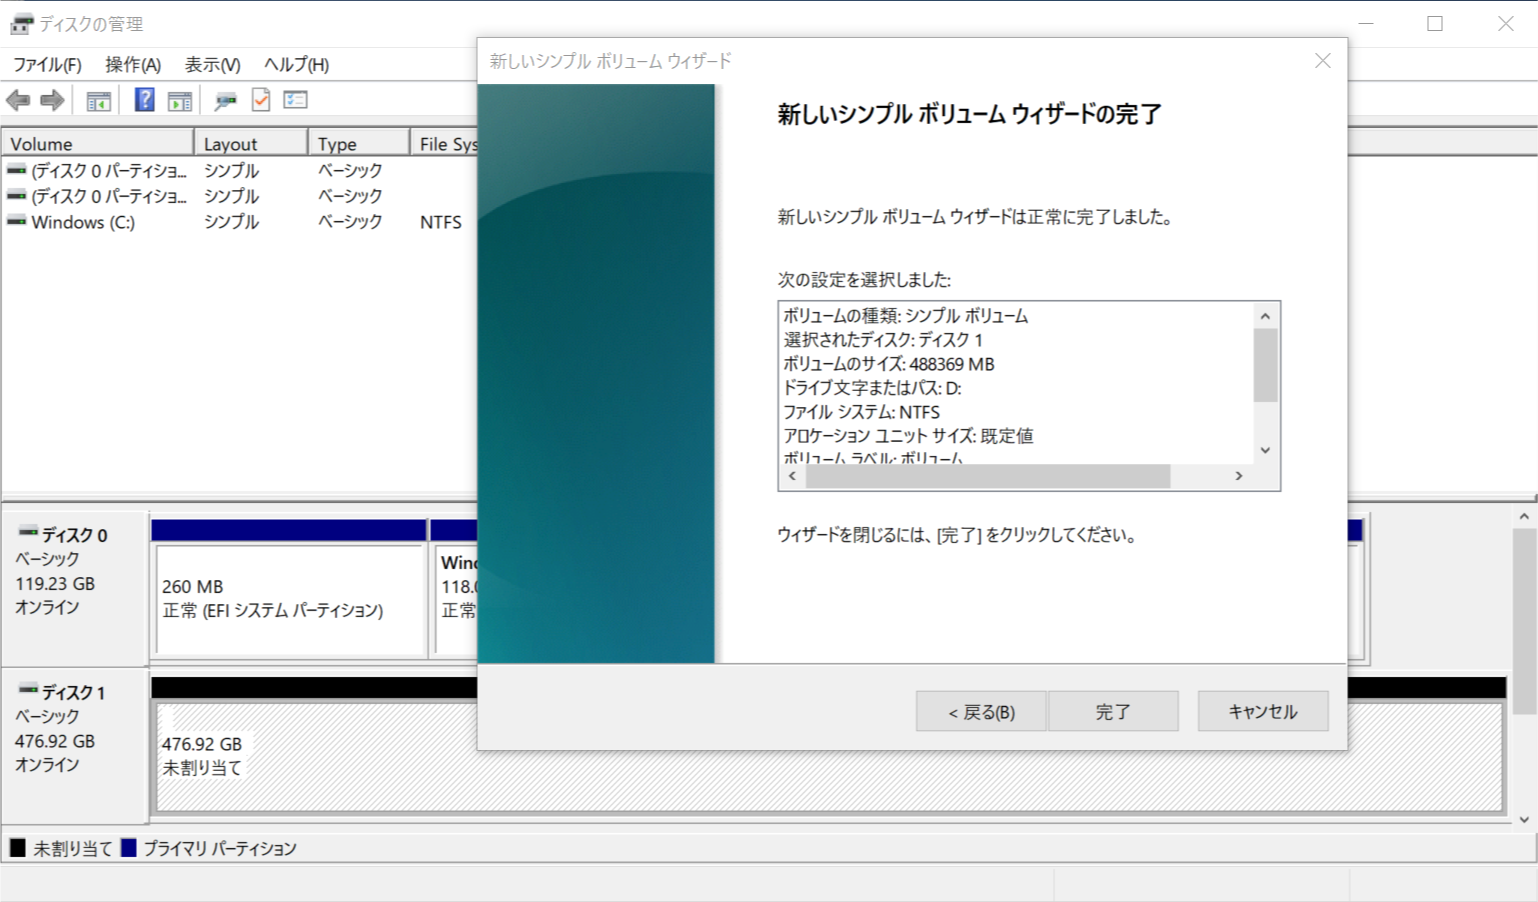 ディスクの管理
ファイル(F) 操作(A) 表示(V) ヘルプ(H)
Volume Layout Type File Sys
(ディスク 0 パーティショ... シンプル ベーシック
(ディスク 0 パーティショ... シンプル ベーシック
Windows (C:) シンプル ベーシック NTFS
新しいシンプル ボリューム ウィザード
新しいシンプル ボリューム ウィザードの完了
新しいシンプル ボリューム ウィザードは正常に完了しました。
次の設定を選択しました:
ボリュームの種類: シンプル ボリューム
選択されたディスク: ディスク 1
ボリュームのサイズ: 488369 MB
ドライブ文字またはパス: D:
ファイル システム: NTFS
アロケーション ユニット サイズ: 既定値
ボリューム ラベル: ボリューム
ウィザードを閉じるには、[完了] をクリックしてください。
< 戻る(B) 完了 キャンセル
ディスク 0
ベーシック
119.23 GB
オンライン
260 MB
正常 (EFI システム パーティション)
Wind
118.0
正常
ディスク 1
ベーシック
476.92 GB
オンライン
476.92 GB
未割り当て
未割り当て プライマリ パーティション